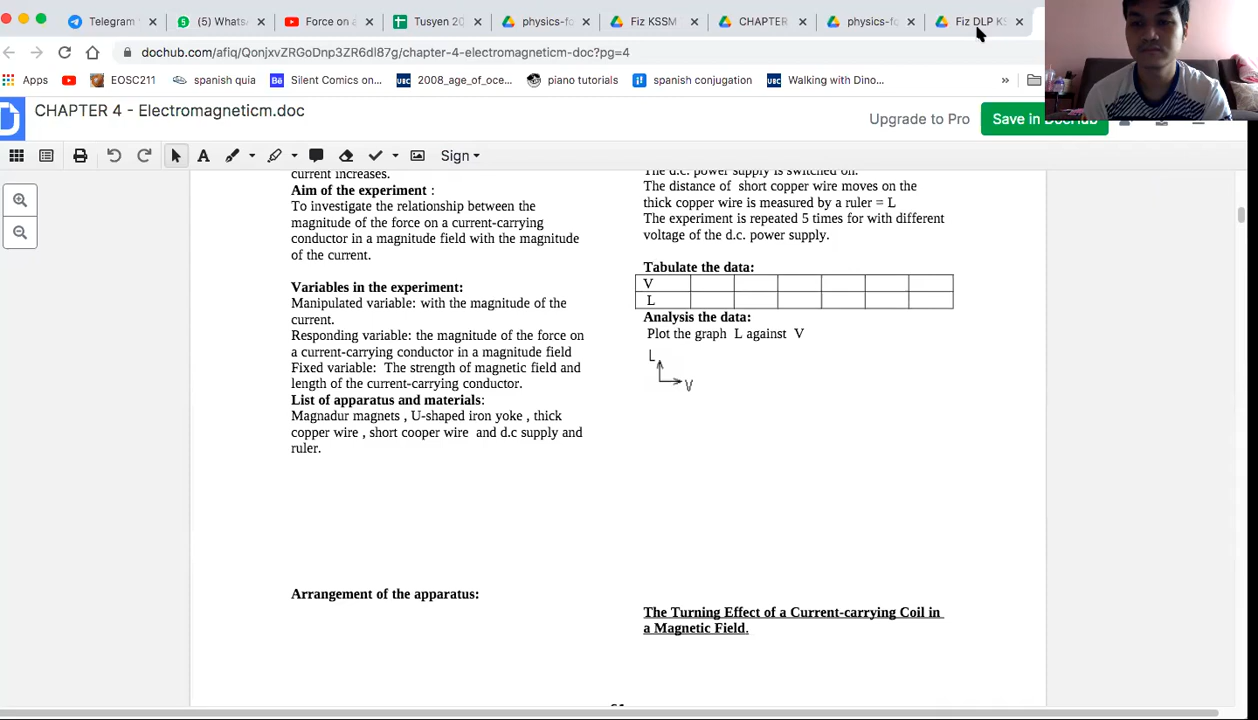 Telegram
(5) Whats
Force on a
Tusyen 20
physics-fo
Fiz KSSM
CHAPTER
physics-fo
Fiz DLP KS
dochub.com/afiq/QonjxvZRGoDnp3ZR6dl87g/chapter-4-electromagneticm-doc?pg=4
Apps
EOSC211
spanish quia
Silent Comics on...
2008_age_of_oce...
piano tutorials
spanish conjugation
Walking with Dino...
»
CHAPTER 4 - Electromagneticm.doc
Upgrade to Pro
Save in DocHub
Sign
current increases.
Aim of the experiment :
To investigate the relationship between the
magnitude of the force on a current-carrying
conductor in a magnitude field with the magnitude
of the current.
Variables in the experiment:
Manipulated variable: with the magnitude of the
current.
Responding variable: the magnitude of the force on
a current-carrying conductor in a magnitude field
Fixed variable: The strength of magnetic field and
length of the current-carrying conductor.
List of apparatus and materials:
Magnadur magnets , U-shaped iron yoke , thick
copper wire , short cooper wire and d.c supply and
ruler.
Arrangement of the apparatus:
The d.c. power supply is switched on.
The distance of short copper wire moves on the
thick copper wire is measured by a ruler = L
The experiment is repeated 5 times for with different
voltage of the d.c. power supply.
Tabulate the data:
V
L
Analysis the data:
Plot the graph L against V
L
V
The Turning Effect of a Current-carrying Coil in
a Magnetic Field.